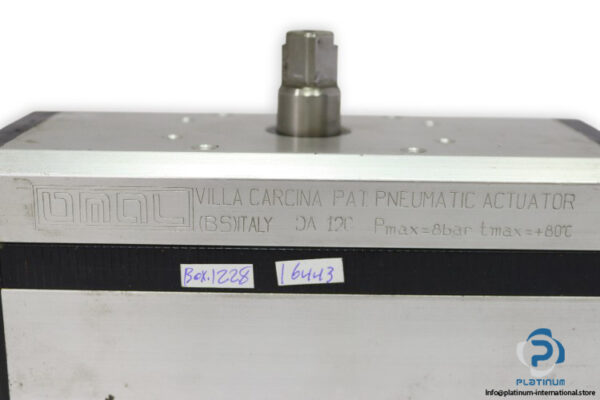 OMAL VILLA CARCINA PAT. PNEUMATIC ACTUATOR
(BS)ITALY DA 120 Pmax=8bar tmax=+80°C
Box.1228 16443
PLATINUM
info@platinum-international.store